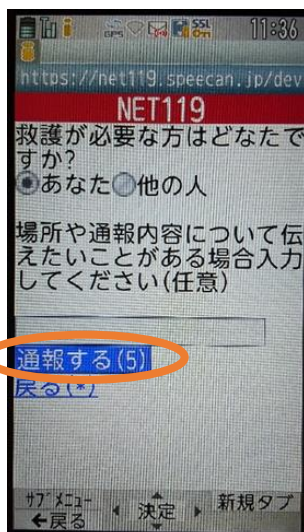 GPS SSL 11:36
https://net119.speecan.jp/dev
NET119
救護が必要な方はどなたで
すか?
あなた 他の人
場所や通報内容について伝
えたいことがある場合入力
してください(任意)
通報する(5)
戻る(*)
サブメニュー 新規タブ
←戻る 決定